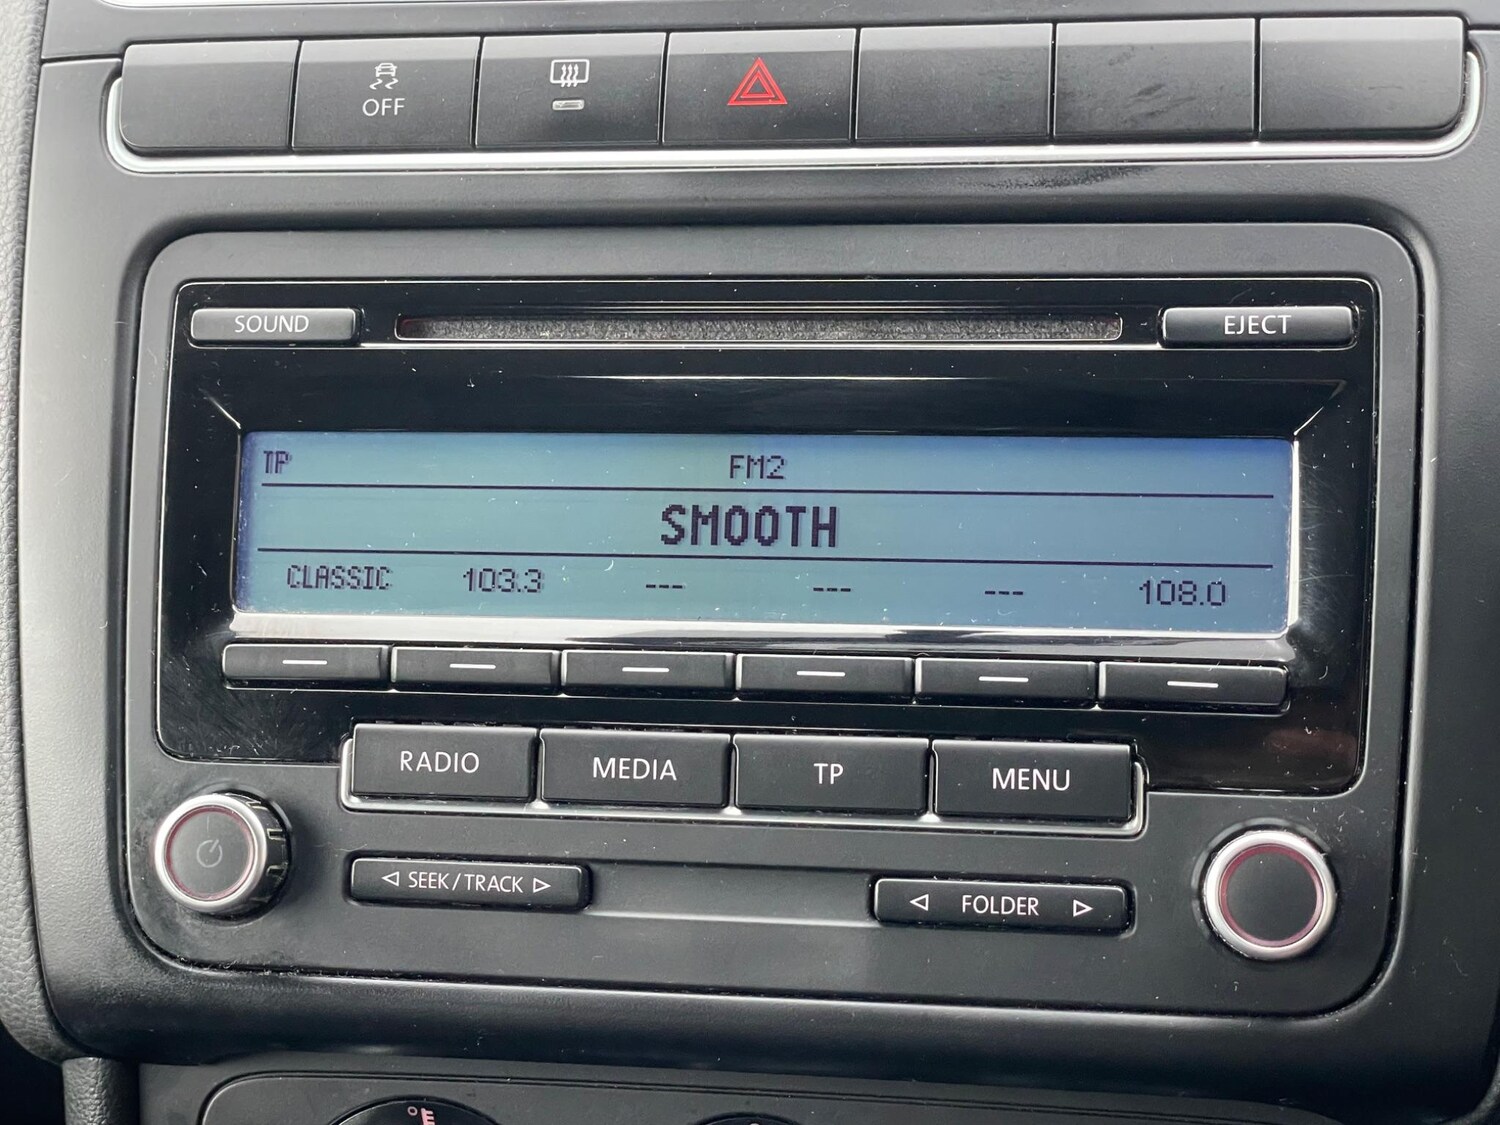 OFF
SOUND EJECT
TP FM2
SMOOTH
CLASSIC 103.3 --- --- --- 108.0
RADIO MEDIA TP MENU
SEEK/TRACK FOLDER